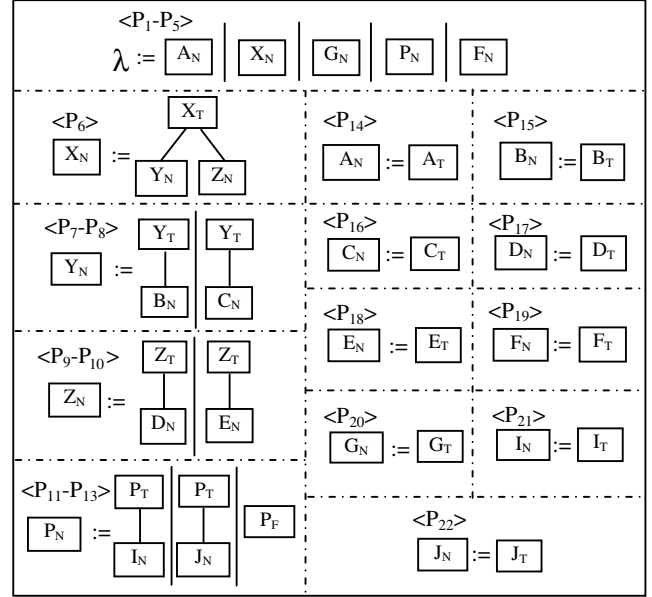 <P1-P5>
λ := AN XN GN PN FN
<P6>
XN := XT
YN ZN
<P14>
AN := AT
<P15>
BN := BT
<P7-P8>
YN := YT YT
BN CN
<P16>
CN := CT
<P17>
DN := DT
<P9-P10>
ZN := ZT ZT
DN EN
<P18>
EN := ET
<P19>
FN := FT
<P20>
GN := GT
<P21>
IN := IT
<P11-P13>
PN := PT PT PF
IN JN
<P22>
JN := JT